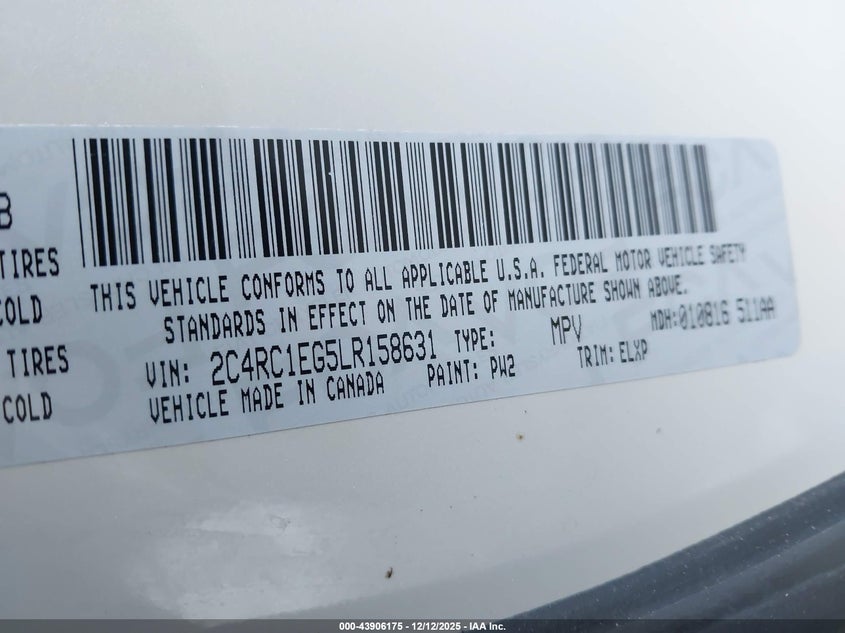 B
TIRES
COLD
TIRES
COLD
THIS VEHICLE CONFORMS TO ALL APPLICABLE U.S.A. FEDERAL MOTOR VEHICLE SAFETY
STANDARDS IN EFFECT ON THE DATE OF MANUFACTURE SHOWN ABOVE.
VIN: 2C4RC1EG5LR158631 TYPE: MPV MDH:010816 511AA
VEHICLE MADE IN CANADA PAINT: PW2 TRIM: ELXP
000-43906175 - 12/12/2025 - IAA Inc.